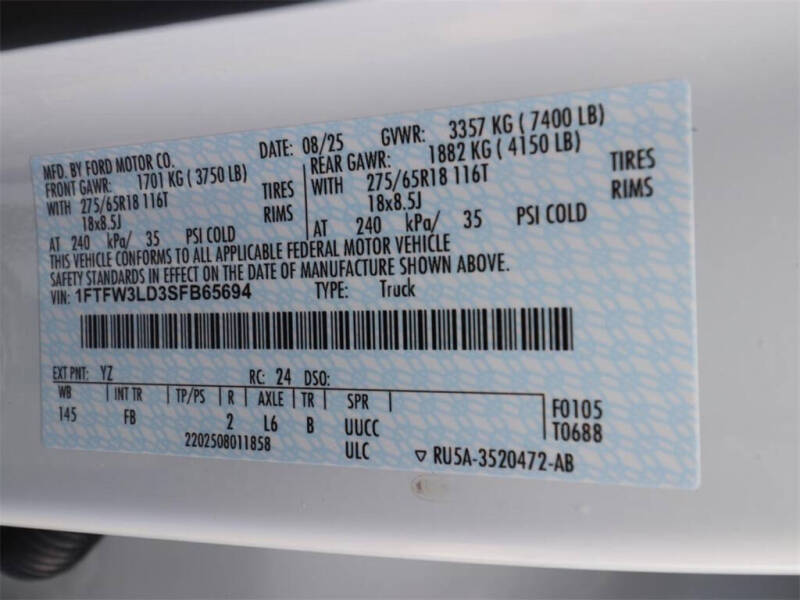 MFD. BY FORD MOTOR CO. DATE: 08/25 GVWR: 3357 KG ( 7400 LB)
FRONT GAWR: 1701 KG ( 3750 LB) REAR GAWR: 1882 KG ( 4150 LB)
WITH 275/65R18 116T TIRES WITH 275/65R18 116T TIRES
18x8.5J RIMS 18x8.5J RIMS
AT 240 kPa/ 35 PSI COLD AT 240 kPa/ 35 PSI COLD
THIS VEHICLE CONFORMS TO ALL APPLICABLE FEDERAL MOTOR VEHICLE
SAFETY STANDARDS IN EFFECT ON THE DATE OF MANUFACTURE SHOWN ABOVE.
VIN: 1FTFW3LD3SFB65694 TYPE: Truck
EXT PNT: YZ RC: 24 DSO:
WB INT TR TP/PS R AXLE TR SPR
145 FB 2 L6 B UUCC
F0105
T0688
2202508011858 ULC
▽ RU5A-3520472-AB